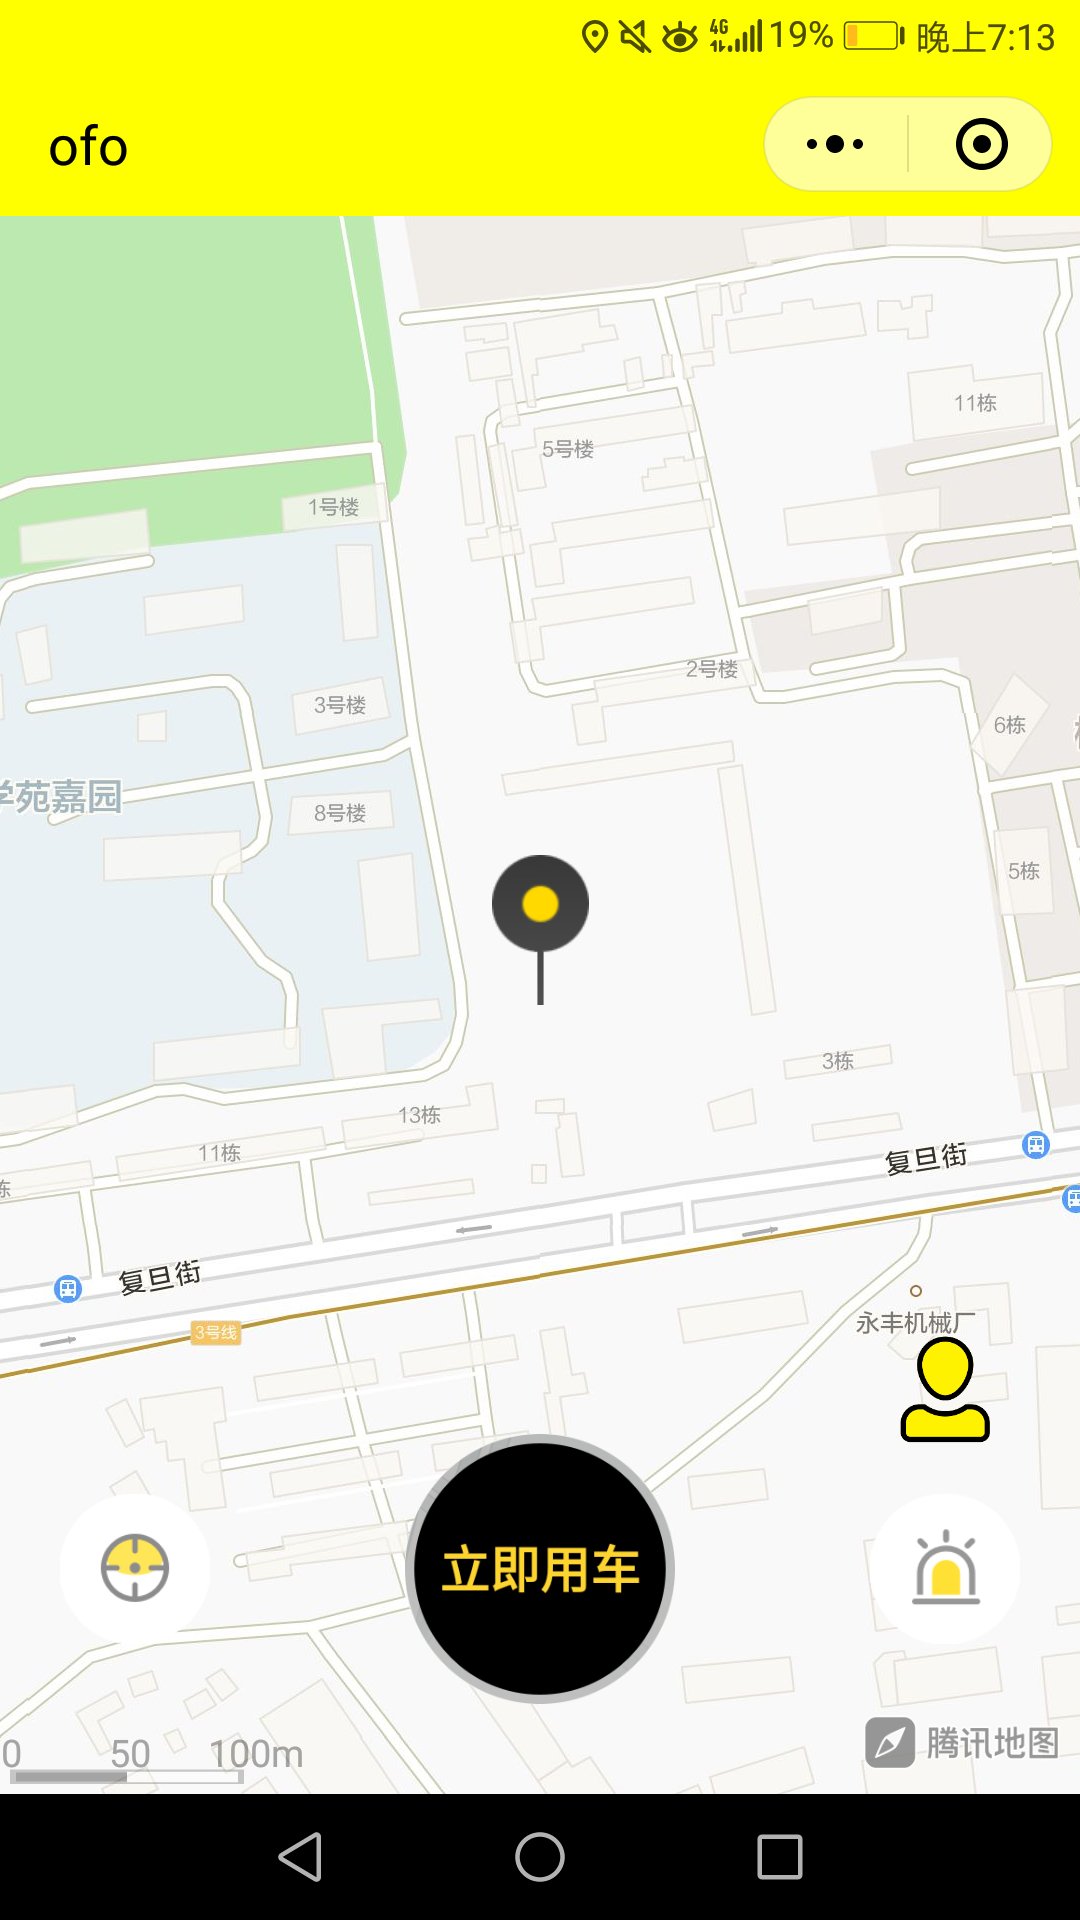 4G 19% 晚上7:13
ofo
11栋
5号楼
1号楼
2号楼
3号楼
6栋
学苑嘉园
8号楼
5栋
3栋
13栋
11栋
栋
复旦街
复旦街
3号线
永丰机械厂
立即用车
0 50 100m
腾讯地图